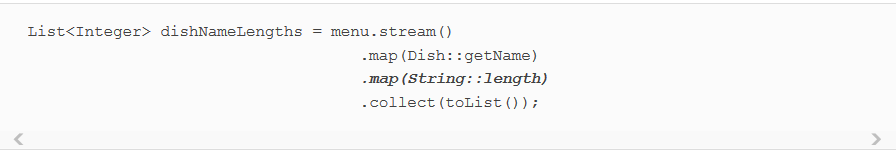 List<Integer> dishNameLengths = menu.stream()
.map(Dish::getName)
.map(String::length)
.collect(toList());